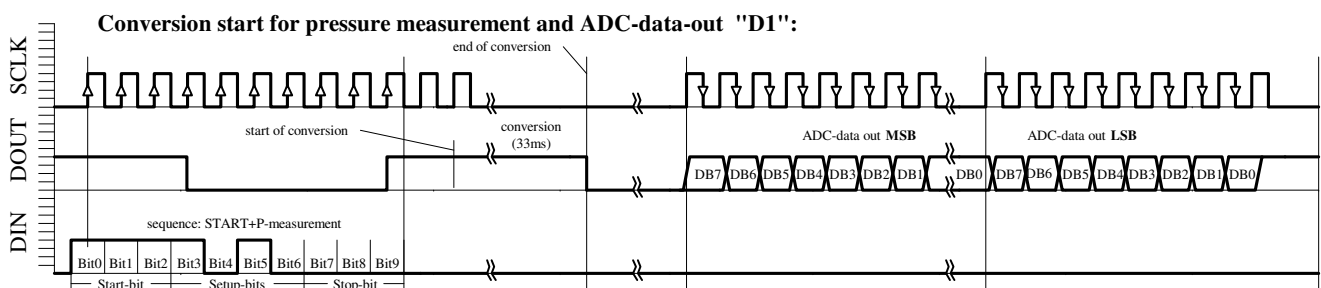 Conversion start for pressure measurement and ADC-data-out "D1":
end of conversion
SCLK
start of conversion
conversion
(33ms)
ADC-data out MSB
ADC-data out LSB
DOUT
DB7 DB6 DB5 DB4 DB3 DB2 DB1 DB0 DB7 DB6 DB5 DB4 DB3 DB2 DB1 DB0
sequence: START+P-measurement
DIN
Bit0 Bit1 Bit2 Bit3 Bit4 Bit5 Bit6 Bit7 Bit8 Bit9
Start-bit Setup-bits Stop-bit